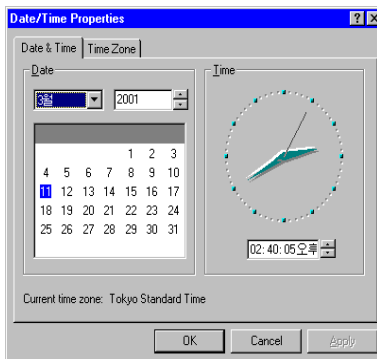 Date/Time Properties
Date & Time
Time Zone
Date
Time
3월
2001
1 2 3
4 5 6 7 8 9 10
11 12 13 14 15 16 17
18 19 20 21 22 23 24
25 26 27 28 29 30 31
02:40:05오후
Current time zone: Tokyo Standard Time
OK
Cancel
Apply